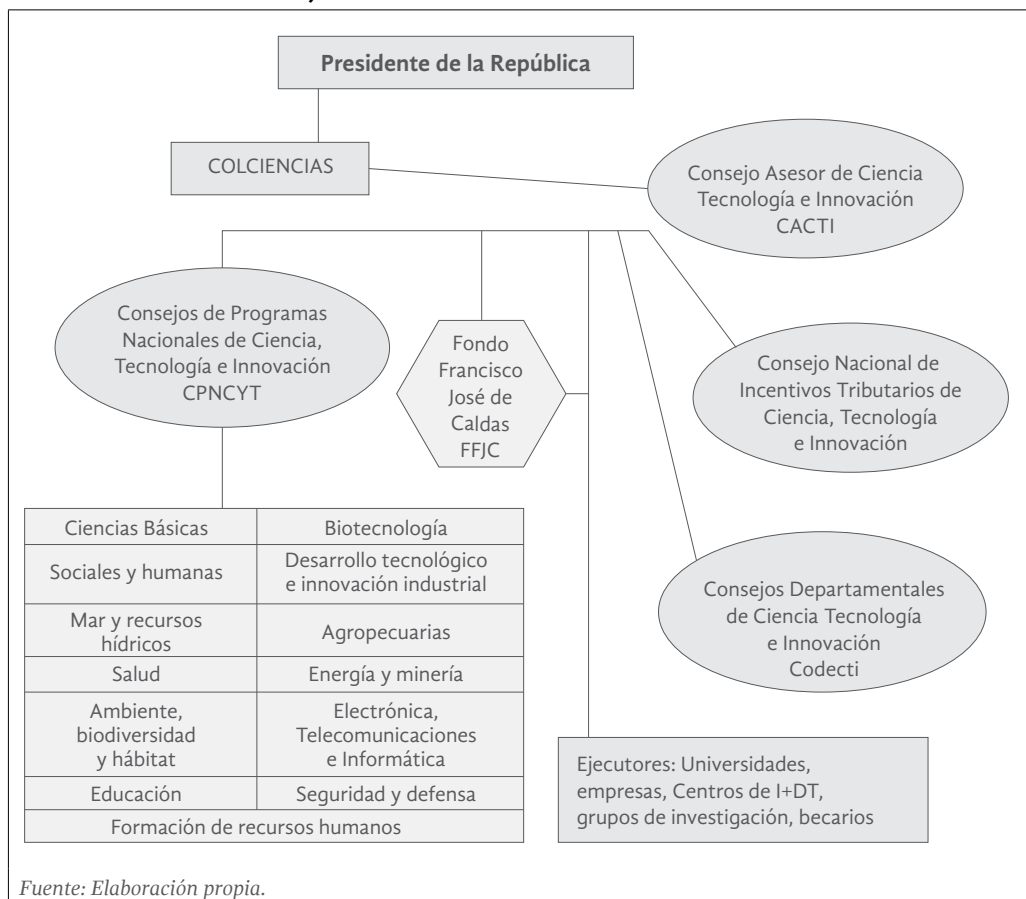 Presidente de la República
COLCIENCIAS
Consejo Asesor de Ciencia
Tecnología e Innovación
CACTI
Consejos de Programas
Nacionales de Ciencia,
Tecnología e Innovación
CPNCYT
Fondo
Francisco
José de
Caldas
FFJC
Consejo Nacional de
Incentivos Tributarios de
Ciencia, Tecnología
e Innovación
Consejos Departamentales
de Ciencia Tecnología
e Innovación
Codecti
Ciencias Básicas
Biotecnología
Sociales y humanas
Desarrollo tecnológico
e innovación industrial
Mar y recursos
hídricos
Agropecuarias
Salud
Energía y minería
Ambiente,
biodiversidad
y hábitat
Electrónica,
Telecomunicaciones
e Informática
Educación
Seguridad y defensa
Formación de recursos humanos
Ejecutores: Universidades,
empresas, Centros de I+DT,
grupos de investigación, becarios
Fuente: Elaboración propia.